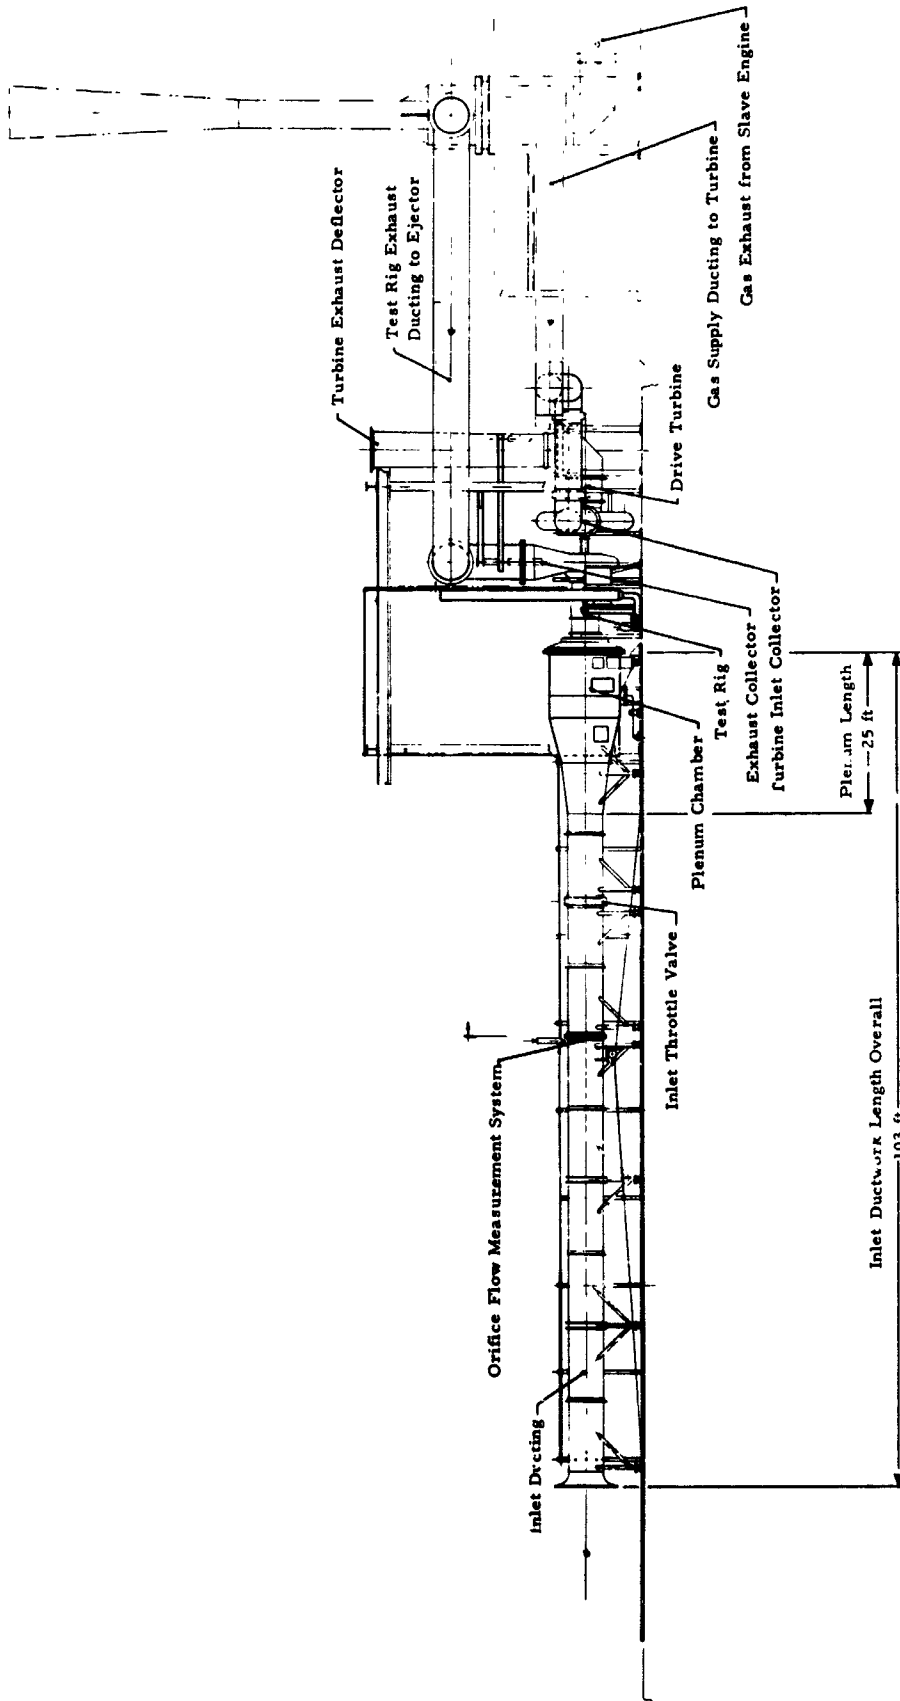 Turbine Exhaust Deflector
Test Rig Exhaust
Ducting to Ejector
Orifice Flow Measurement System
Inlet Ducting
Inlet Throttle Valve
Plenum Chamber
Test Rig
Exhaust Collector
Turbine Inlet Collector
Drive Turbine
Gas Supply Ducting to Turbine
Gas Exhaust from Slave Engine
Plenum Length
25 ft
Inlet Ductwork Length Overall
103 ft